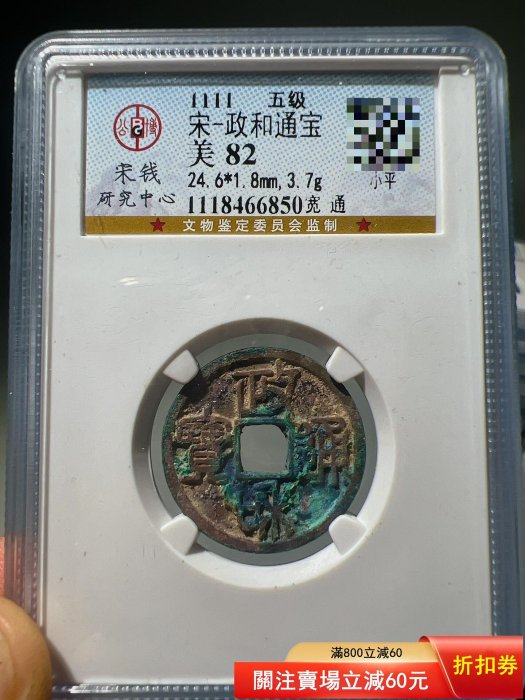 1111 五级
宋-政和通宝
美 82
24.6*1.8mm,3.7g
小平
1118466850宽 通
公博
宋钱
研究中心
★ 文物鉴定委员会监制 ★
政
寶 通
和
滿800立減60
關注賣場立減60元
折扣券